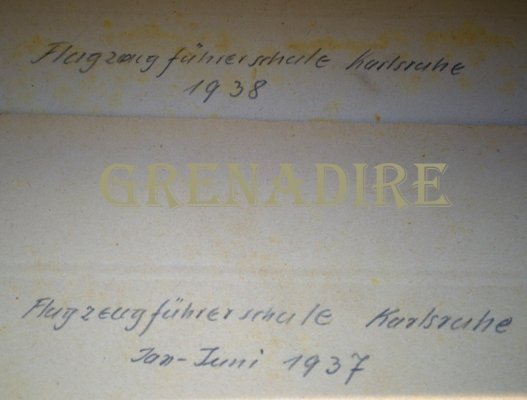 Flugzeugführerschule Karlsruhe
1938
GRENADIRE
Flugzeugführerschule Karlsruhe
Jan-Juni 1937